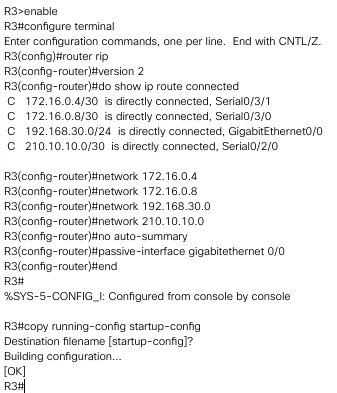 R3>enable
R3#configure terminal
Enter configuration commands, one per line.  End with CNTL/Z.
R3(config)#router rip
R3(config-router)#version 2
R3(config-router)#do show ip route connected
C   172.16.0.4/30  is directly connected, Serial0/3/1
C   172.16.0.8/30  is directly connected, Serial0/3/0
C   192.168.30.0/24  is directly connected, GigabitEthernet0/0
C   210.10.10.0/30  is directly connected, Serial0/2/0
R3(config-router)#network 172.16.0.4
R3(config-router)#network 172.16.0.8
R3(config-router)#network 192.168.30.0
R3(config-router)#network 210.10.10.0
R3(config-router)#no auto-summary
R3(config-router)#passive-interface gigabitethernet 0/0
R3(config-router)#end
R3#
%SYS-5-CONFIG_I: Configured from console by console
R3#copy running-config startup-config
Destination filename [startup-config]?
Building configuration...
[OK]
R3#